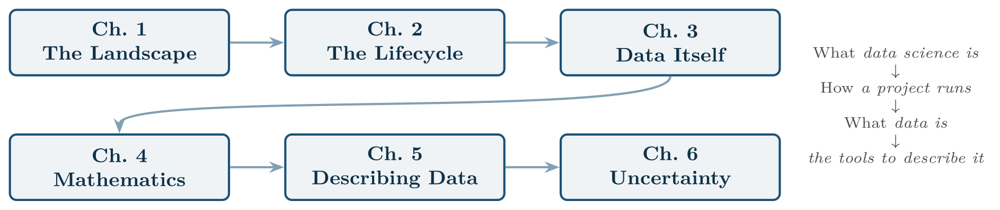 Ch. 1
The Landscape
Ch. 2
The Lifecycle
Ch. 3
Data Itself
Ch. 4
Mathematics
Ch. 5
Describing Data
Ch. 6
Uncertainty
What data science is
↓
How a project runs
↓
What data is
↓
the tools to describe it